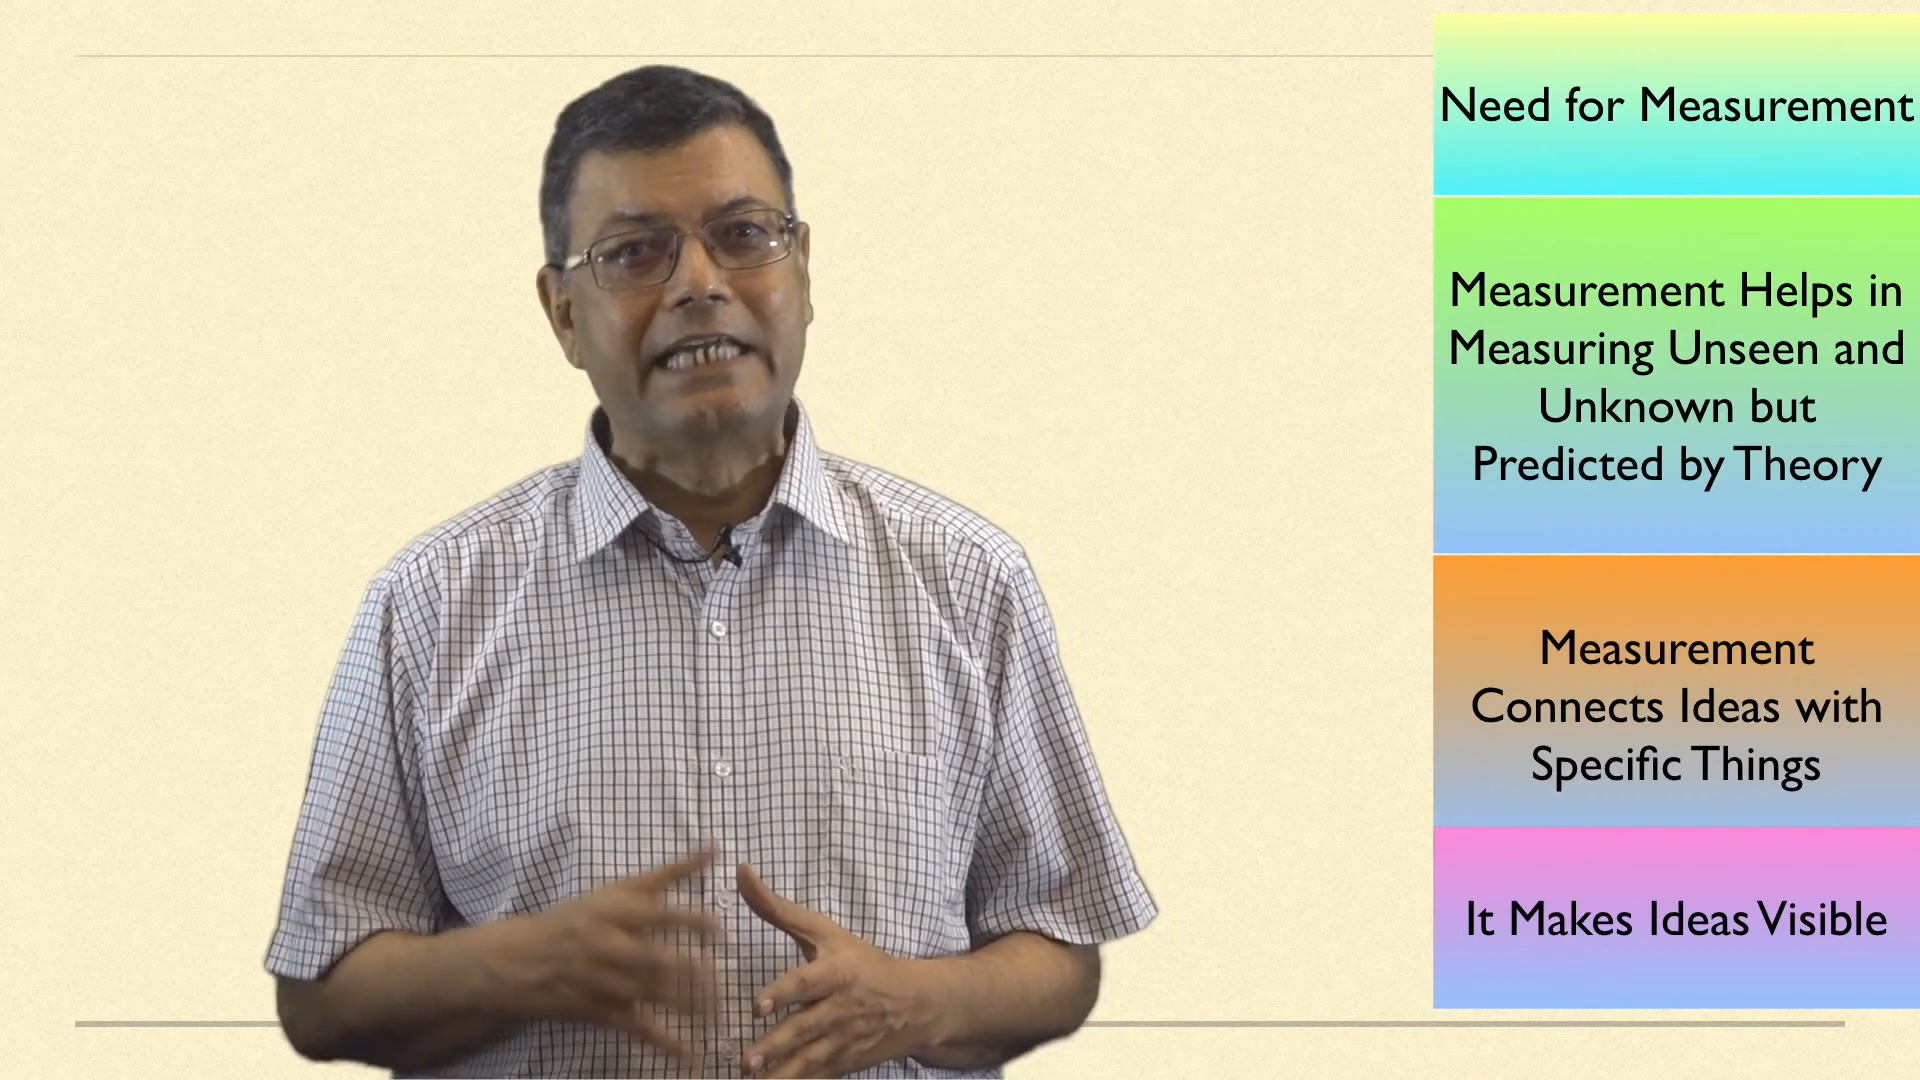 Need for Measurement
Measurement Helps in
Measuring Unseen and
Unknown but
Predicted by Theory
Measurement
Connects Ideas with
Specific Things
It Makes Ideas Visible